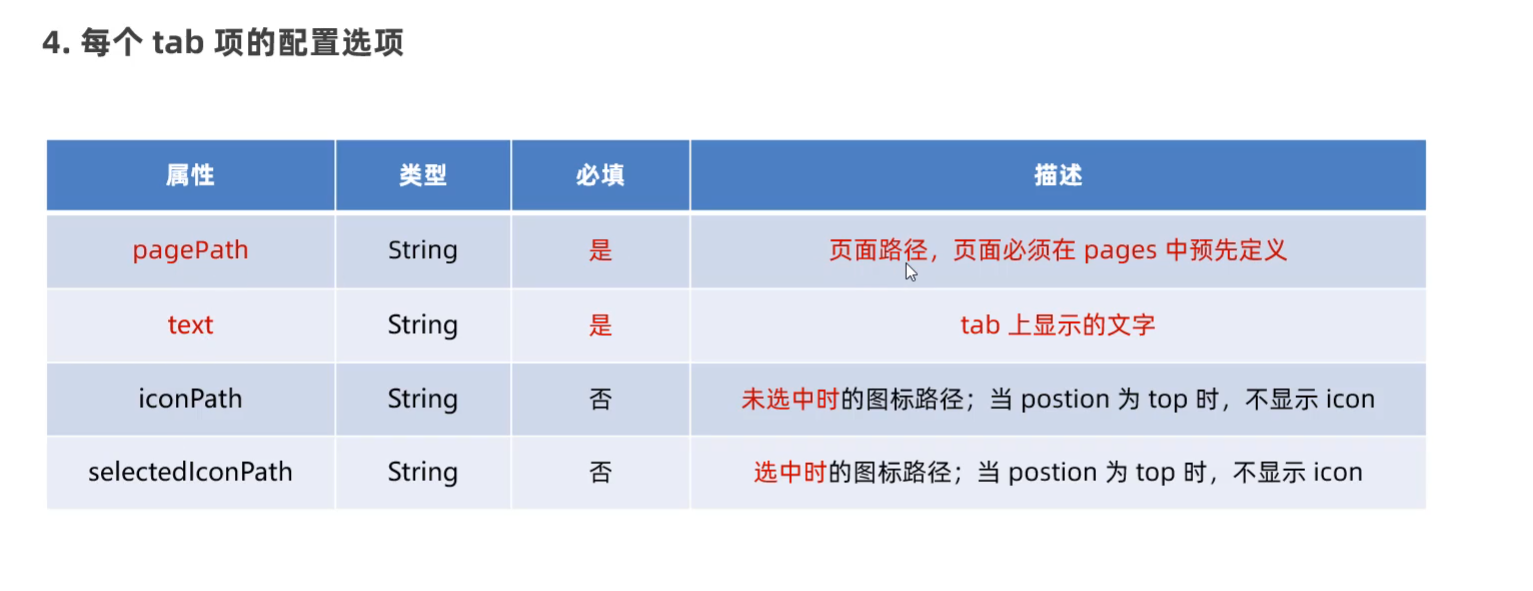 4. 每个 tab 项的配置选项
属性 类型 必填 描述
pagePath String 是 页面路径，页面必须在 pages 中预先定义
text String 是 tab 上显示的文字
iconPath String 否 未选中时的图标路径；当 postion 为 top 时，不显示 icon
selectedIconPath String 否 选中时的图标路径；当 postion 为 top 时，不显示 icon